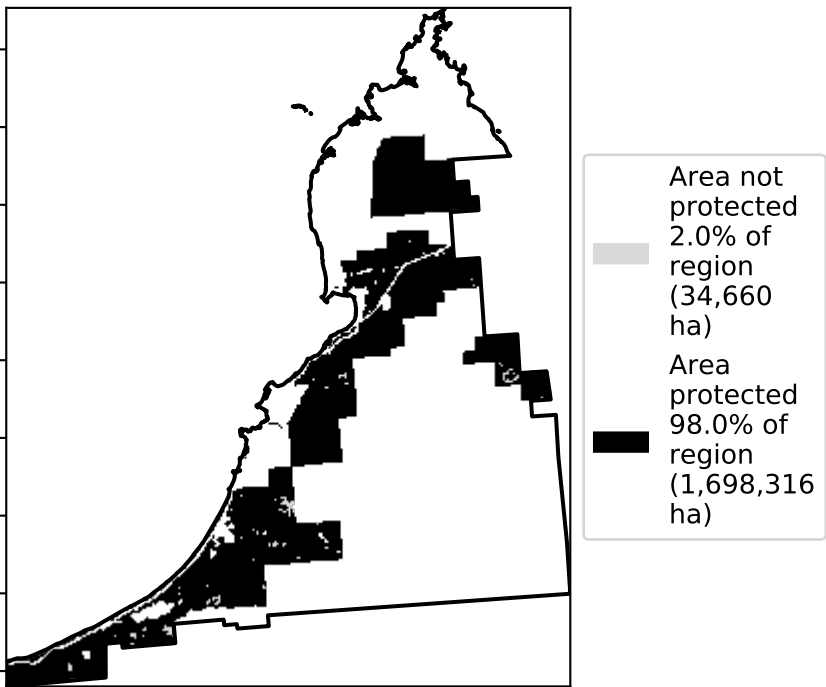 Area not
protected
2.0% of
region
(34,660
ha)
Area
protected
98.0% of
region
(1,698,316
ha)